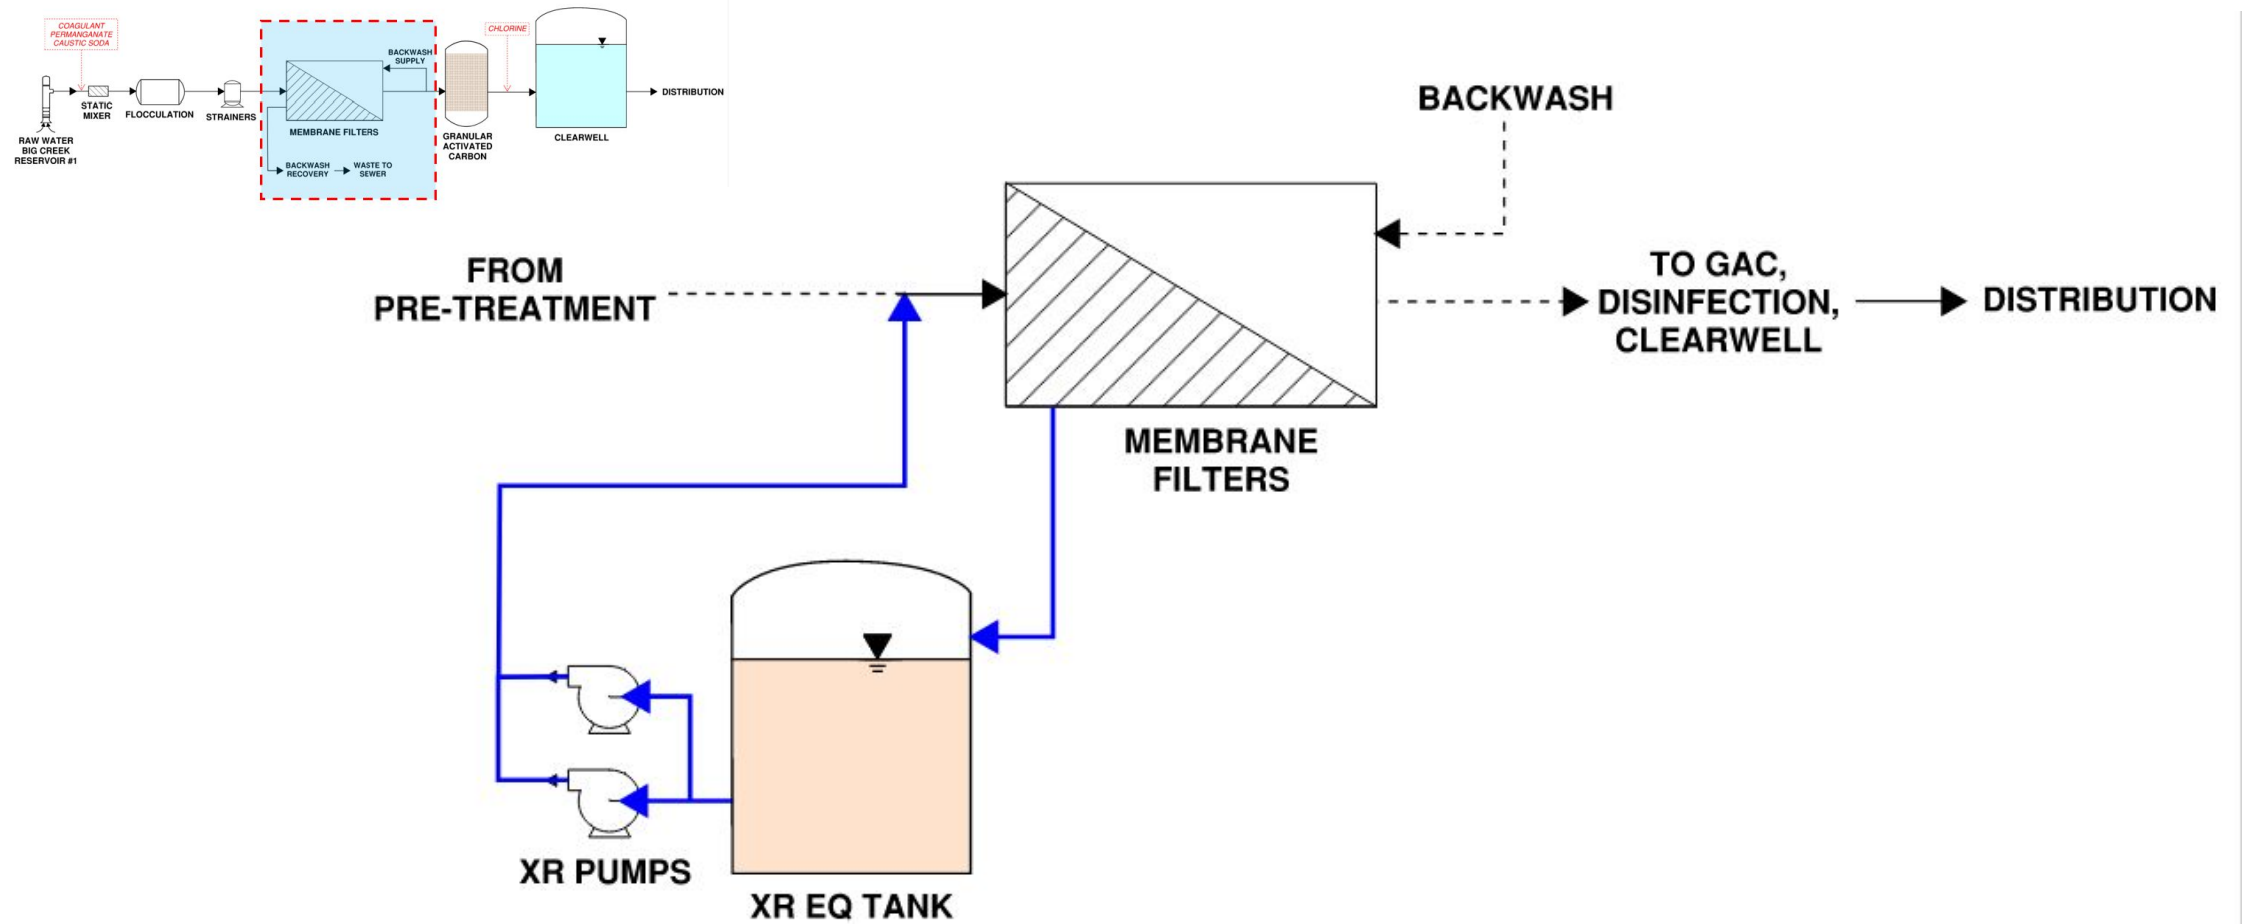 COAGULANT
PERMANGANATE
CAUSTIC SODA
CHLORINE
BACKWASH
SUPPLY
STATIC
MIXER
FLOCCULATION
STRAINERS
MEMBRANE FILTERS
GRANULAR
ACTIVATED
CARBON
CLEARWELL
DISTRIBUTION
RAW WATER
BIG CREEK
RESERVOIR #1
BACKWASH
RECOVERY
WASTE TO
SEWER
BACKWASH
FROM
PRE-TREATMENT
TO GAC,
DISINFECTION,
CLEARWELL
DISTRIBUTION
MEMBRANE
FILTERS
XR PUMPS
XR EQ TANK